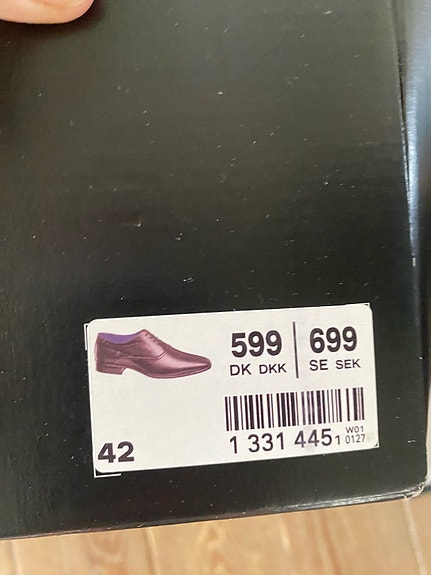 599 | 699
DK DKK SE SEK
1 331 445 1 W01 0127
42